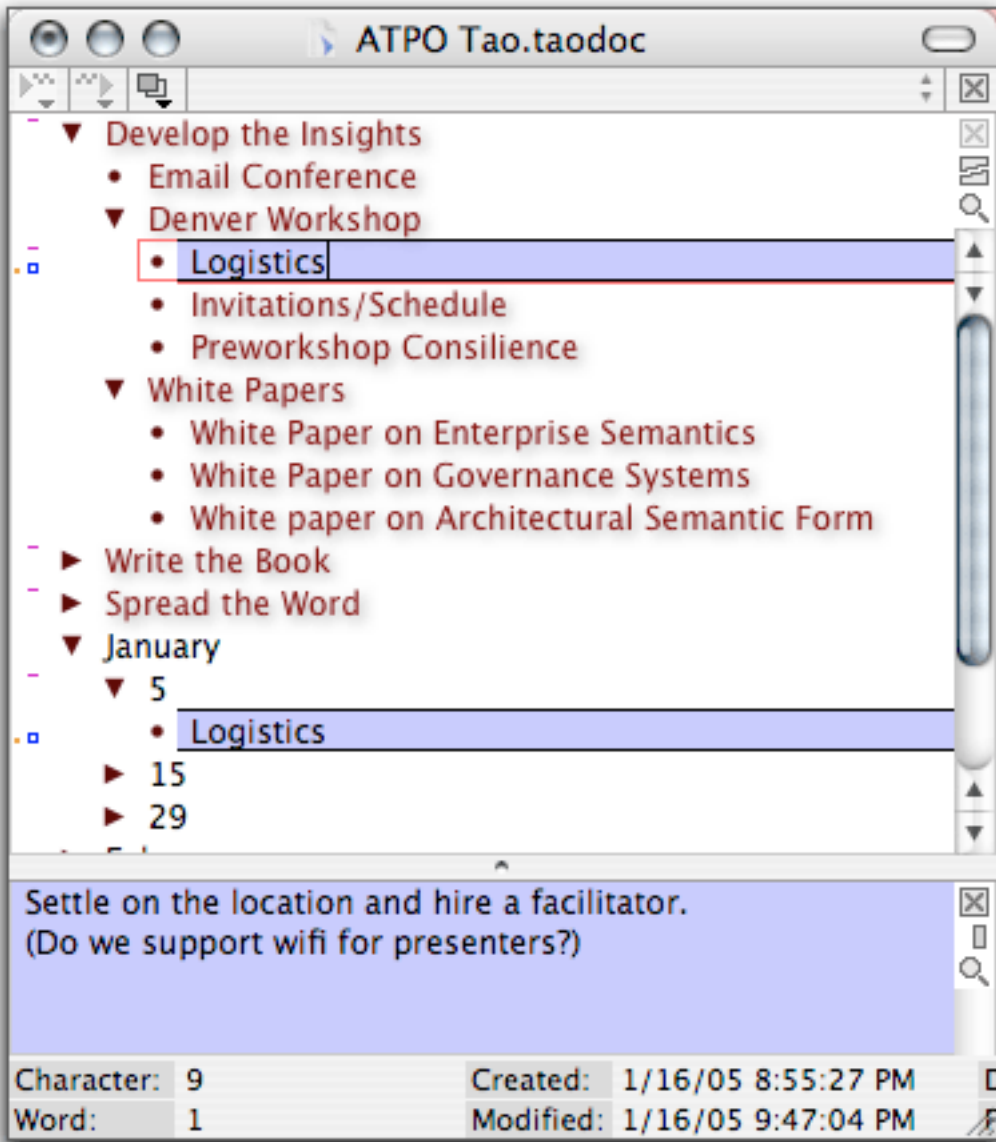 ATPO Tao.taodoc
Develop the Insights
Email Conference
Denver Workshop
Logistics
Invitations/Schedule
Preworkshop Consilience
White Papers
White Paper on Enterprise Semantics
White Paper on Governance Systems
White paper on Architectural Semantic Form
Write the Book
Spread the Word
January
5
Logistics
15
29
Settle on the location and hire a facilitator.
(Do we support wifi for presenters?)
Character: 9 Created: 1/16/05 8:55:27 PM
Word: 1 Modified: 1/16/05 9:47:04 PM